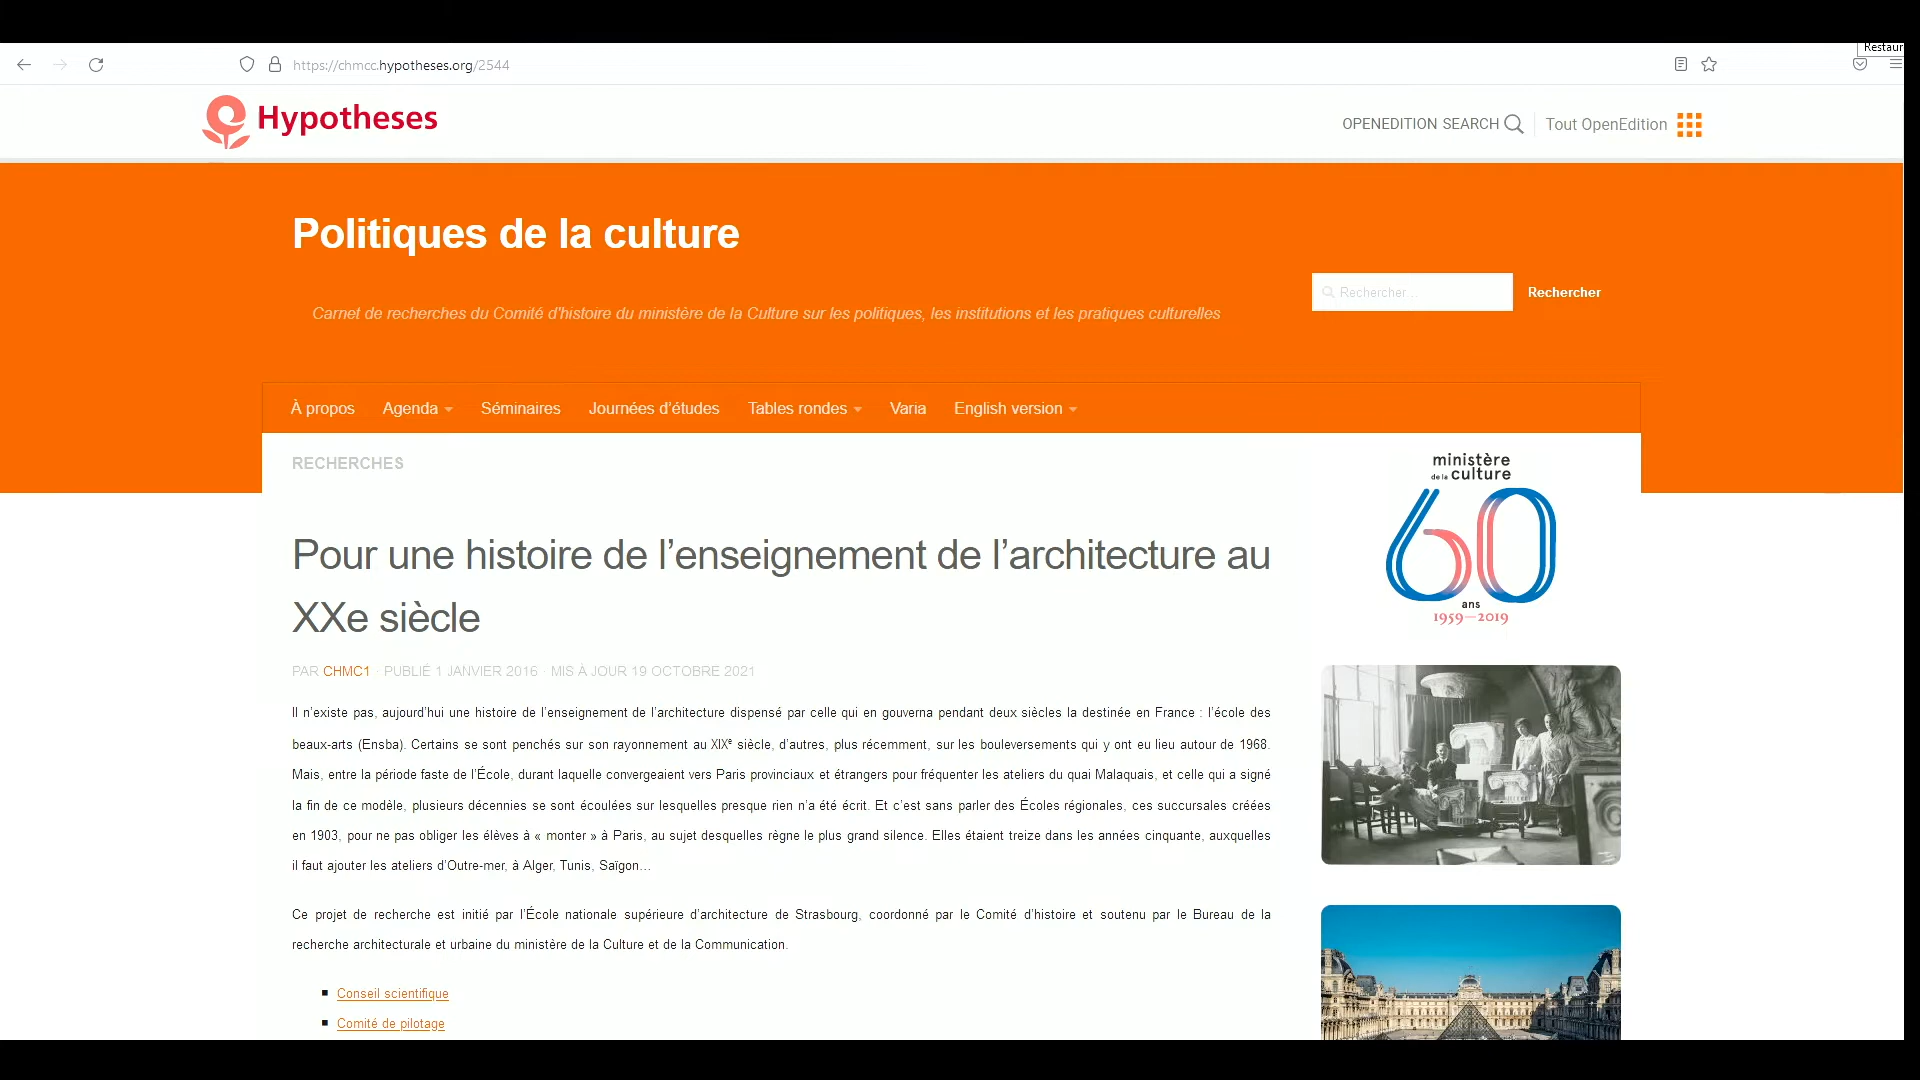 Restaur
https://chmcc.hypotheses.org/2544
Hypotheses
OPENEDITION SEARCH
Tout OpenEdition
Politiques de la culture
Carnet de recherches du Comité d'histoire du ministère de la Culture sur les politiques, les institutions et les pratiques culturelles
Rechercher …
Rechercher
À propos Agenda Séminaires Journées d'études Tables rondes Varia English version
RECHERCHES
Pour une histoire de l’enseignement de l’architecture au
XXe siècle
PAR CHMC1 · PUBLIÉ 1 JANVIER 2016 · MIS À JOUR 19 OCTOBRE 2021
Il n’existe pas, aujourd’hui une histoire de l’enseignement de l’architecture dispensé par celle qui en gouverna pendant deux siècles la destinée en France : l’école des
beaux-arts (Ensba). Certains se sont penchés sur son rayonnement au XIXe siècle, d’autres, plus récemment, sur les bouleversements qui y ont eu lieu autour de 1968.
Mais, entre la période faste de l’École, durant laquelle convergeaient vers Paris provinciaux et étrangers pour fréquenter les ateliers du quai Malaquais, et celle qui a signé
la fin de ce modèle, plusieurs décennies se sont écoulées sur lesquelles presque rien n’a été écrit. Et c’est sans parler des Écoles régionales, ces succursales créées
en 1903, pour ne pas obliger les élèves à « monter » à Paris, au sujet desquelles règne le plus grand silence. Elles étaient treize dans les années cinquante, auxquelles
il faut ajouter les ateliers d’Outre-mer, à Alger, Tunis, Saïgon…
Ce projet de recherche est initié par l’École nationale supérieure d’architecture de Strasbourg, coordonné par le Comité d’histoire et soutenu par le Bureau de la
recherche architecturale et urbaine du ministère de la Culture et de la Communication.
Conseil scientifique
Comité de pilotage
ministère
de la culture
60
ans
1959—2019